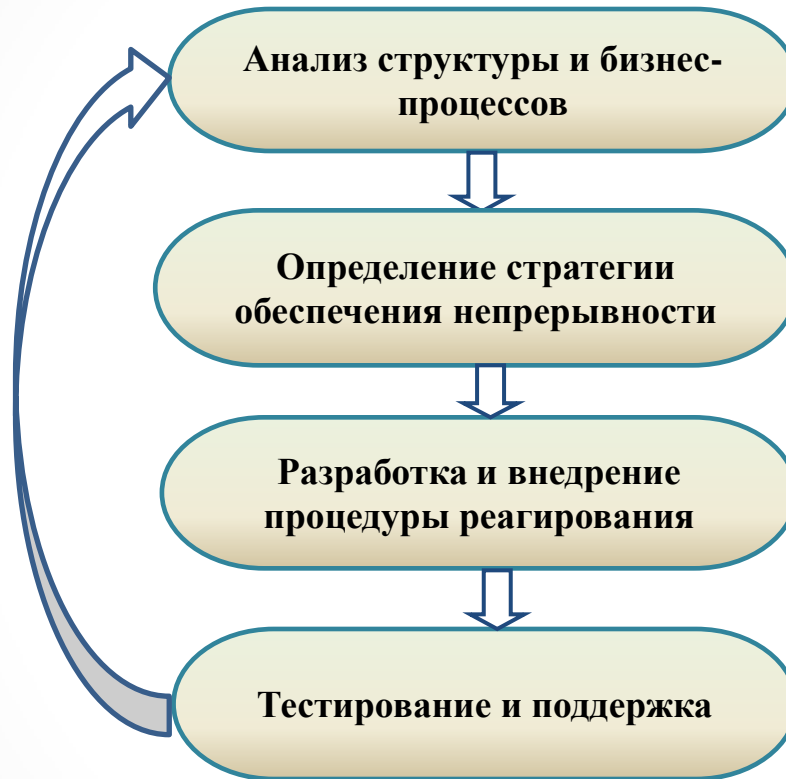 Анализ структуры и бизнес-
процессов
Определение стратегии
обеспечения непрерывности
Разработка и внедрение
процедуры реагирования
Тестирование и поддержка